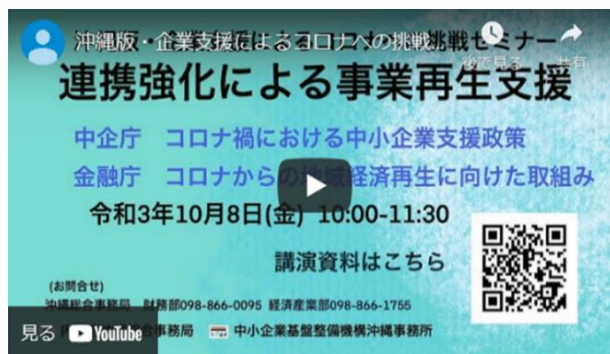 沖縄版・企業支援によるコロナへの挑戦
挑戦セミナー
後で見る
共有
連携強化による事業再生支援
中企庁 コロナ禍における中小企業支援政策
金融庁 コロナからの地域経済再生に向けた取組み
令和3年10月8日(金) 10:00-11:30
講演資料はこちら
(お問合せ)
沖縄総合事務局 財務部098-866-0095 経済産業部098-866-1755
見る YouTube
事務局 中小企業基盤整備機構沖縄事務所